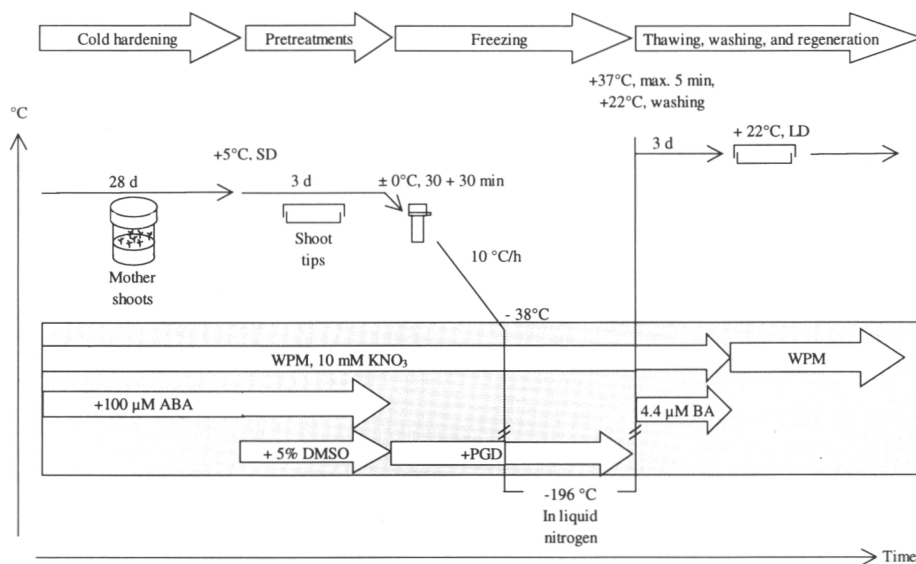 Cold hardening
Pretreatments
Freezing
Thawing, washing, and regeneration
+37°C, max. 5 min,
+22°C, washing
°C
+5°C, SD
28 d
3 d
± 0°C, 30 + 30 min
3 d
+ 22°C, LD
Mother
shoots
Shoot
tips
10 °C/h
- 38°C
WPM, 10 mM KNO₃
WPM
+100 µM ABA
4.4 µM BA
+ 5% DMSO
+PGD
-196 °C
In liquid
nitrogen
Time